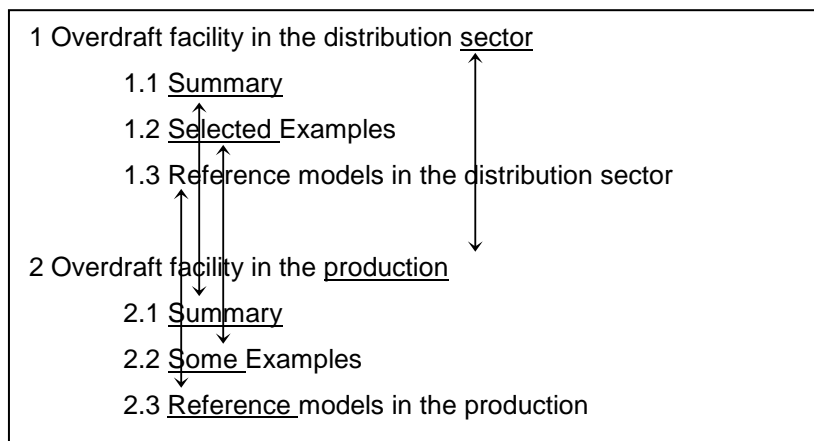 1 Overdraft facility in the distribution sector
1.1 Summary
1.2 Selected Examples
1.3 Reference models in the distribution sector
2 Overdraft facility in the production
2.1 Summary
2.2 Some Examples
2.3 Reference models in the production